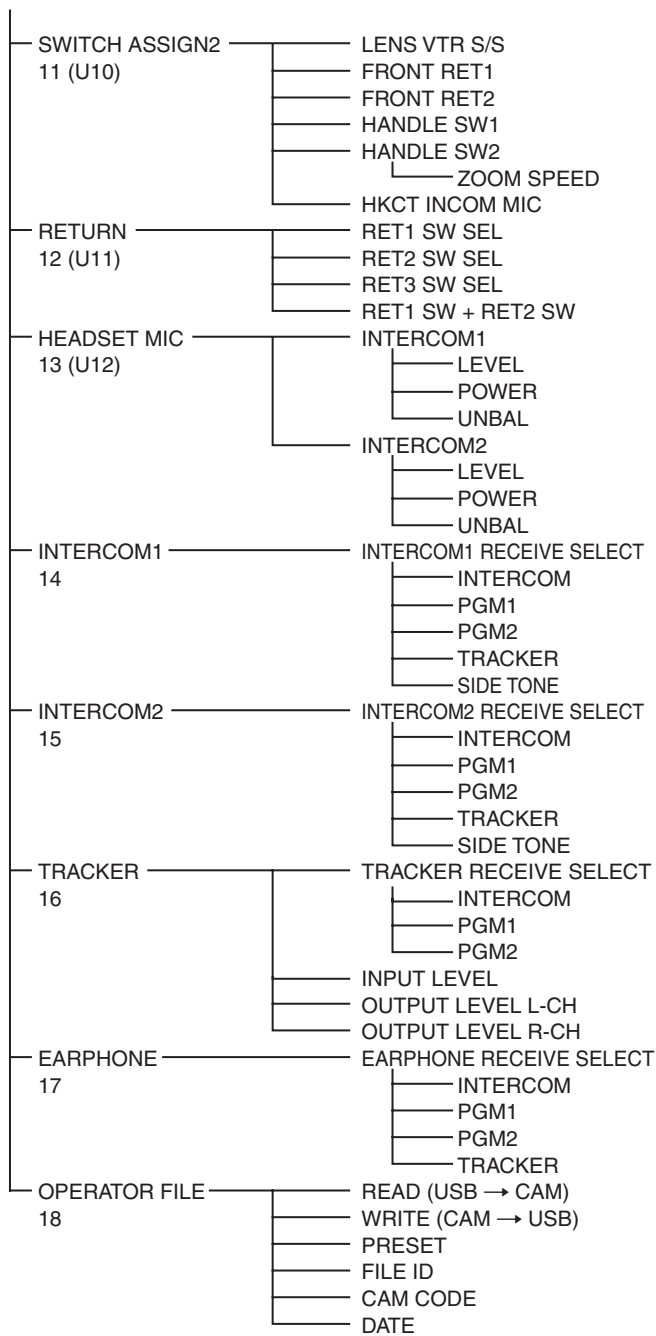 SWITCH ASSIGN2
11 (U10)
LENS VTR S/S
FRONT RET1
FRONT RET2
HANDLE SW1
HANDLE SW2
ZOOM SPEED
HKCT INCOM MIC
RETURN
12 (U11)
RET1 SW SEL
RET2 SW SEL
RET3 SW SEL
RET1 SW + RET2 SW
HEADSET MIC
13 (U12)
INTERCOM1
LEVEL
POWER
UNBAL
INTERCOM2
LEVEL
POWER
UNBAL
INTERCOM1
14
INTERCOM1 RECEIVE SELECT
INTERCOM
PGM1
PGM2
TRACKER
SIDE TONE
INTERCOM2
15
INTERCOM2 RECEIVE SELECT
INTERCOM
PGM1
PGM2
TRACKER
SIDE TONE
TRACKER
16
TRACKER RECEIVE SELECT
INTERCOM
PGM1
PGM2
INPUT LEVEL
OUTPUT LEVEL L-CH
OUTPUT LEVEL R-CH
EARPHONE
17
EARPHONE RECEIVE SELECT
INTERCOM
PGM1
PGM2
TRACKER
OPERATOR FILE
18
READ (USB → CAM)
WRITE (CAM → USB)
PRESET
FILE ID
CAM CODE
DATE